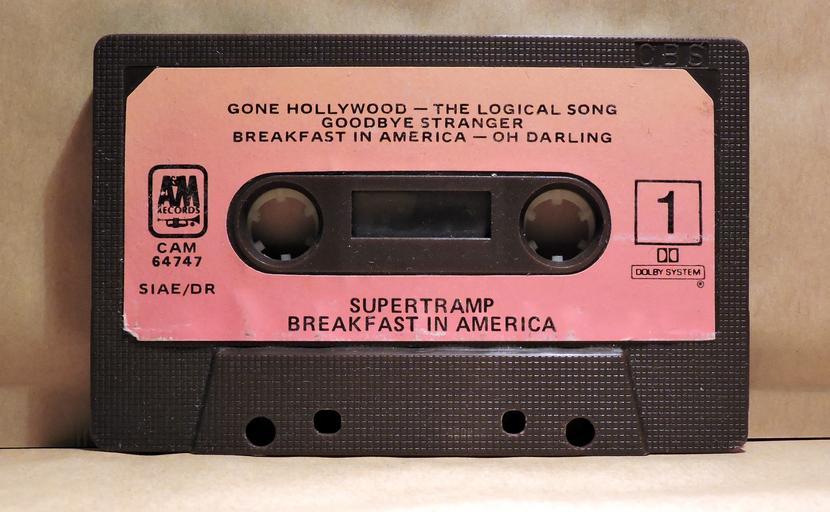 CBS
GONE HOLLYWOOD — THE LOGICAL SONG
GOODBYE STRANGER
BREAKFAST IN AMERICA — OH DARLING
A&M
RECORDS
CAM
64747
SIAE/DR
1
DOLBY SYSTEM
®
SUPERTRAMP
BREAKFAST IN AMERICA